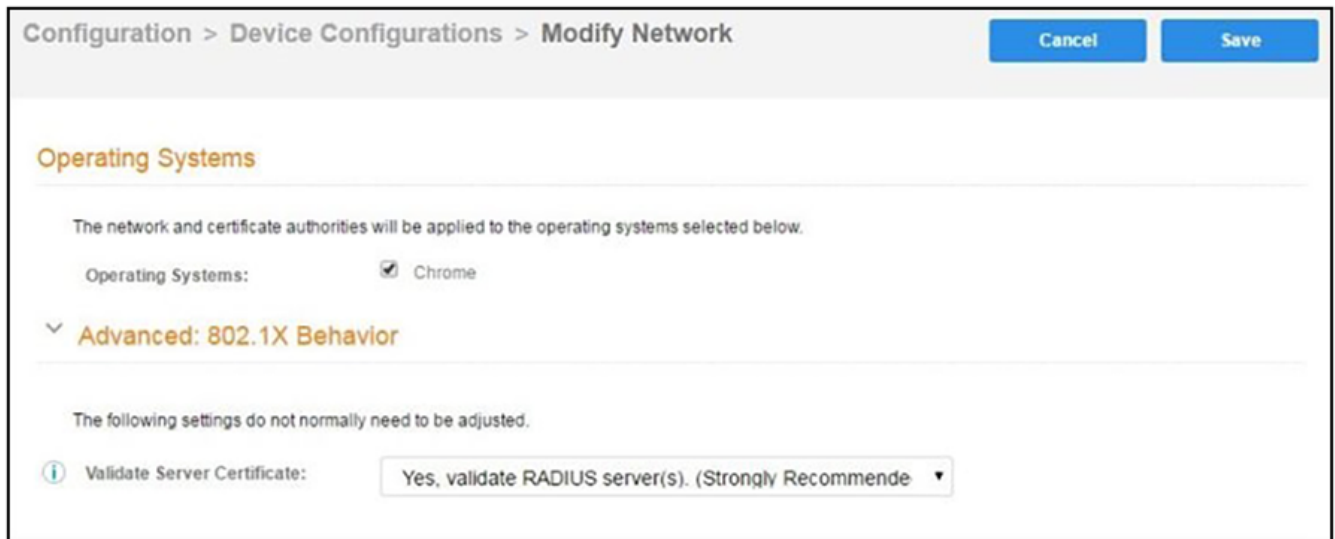 Configuration > Device Configurations > Modify Network
Cancel
Save
Operating Systems
The network and certificate authorities will be applied to the operating systems selected below.
Operating Systems:
Chrome
Advanced: 802.1X Behavior
The following settings do not normally need to be adjusted.
Validate Server Certificate:
Yes, validate RADIUS server(s). (Strongly Recommende